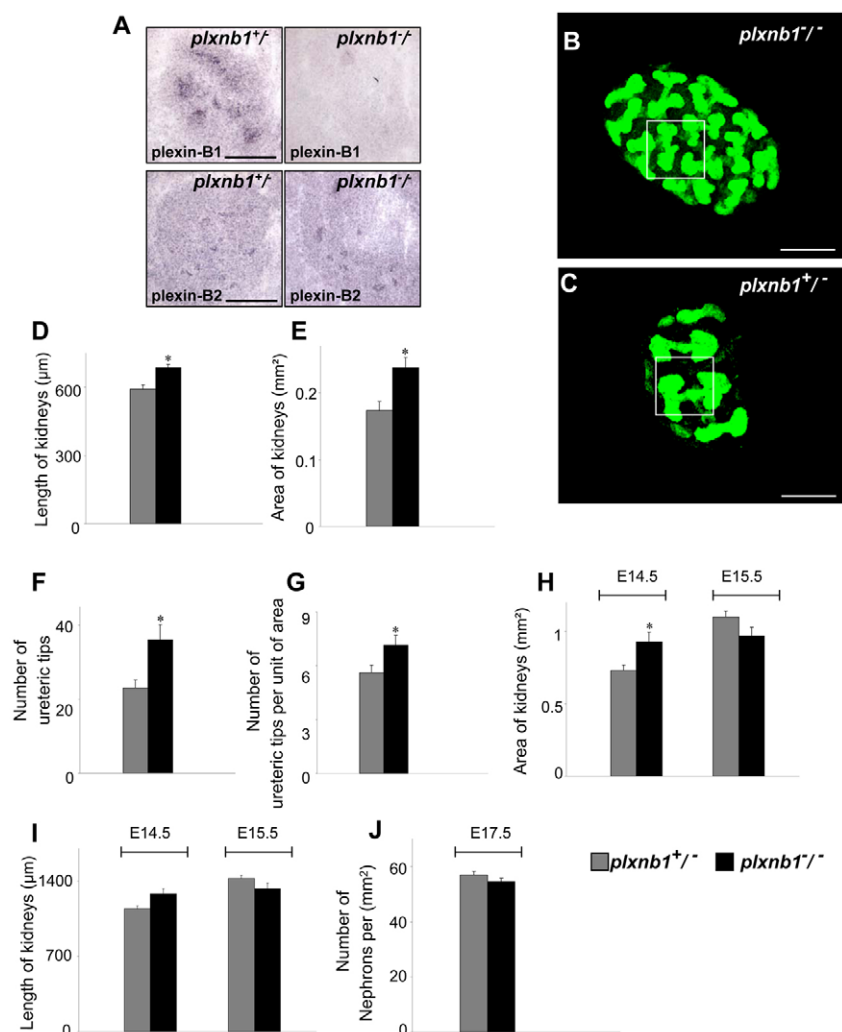 A
plxnb1+/-
plxnb1-/-
plexin-B1
plexin-B1
plxnb1+/-
plxnb1-/-
plexin-B2
plexin-B2
B
plxnb1-/-
C
plxnb1+/-
D
Length of kidneys (µm)
600
300
0
*
E
Area of kidneys (mm²)
0.2
0.1
0
*
F
Number of
ureteric tips
40
20
0
*
G
Number of
ureteric tips per unit of area
9
6
3
0
*
H
E14.5
E15.5
Area of kidneys (mm²)
1
0.5
0
*
I
E14.5
E15.5
Length of kidneys (µm)
1400
700
0
J
E17.5
Number of
Nephrons per (mm²)
60
40
20
0
plxnb1+/-
plxnb1-/-